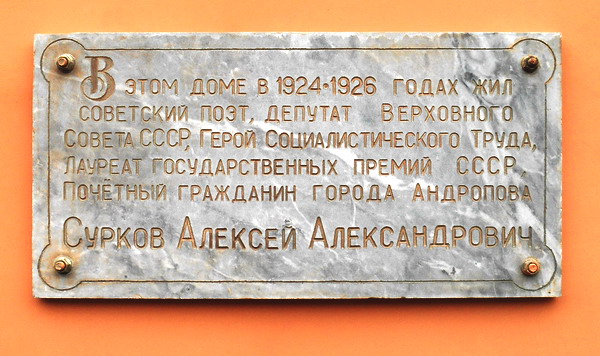 В этом доме в 1924-1926 годах жил
советский поэт, депутат Верховного
Совета СССР, Герой Социалистического Труда,
Лауреат государственных премий СССР,
Почётный гражданин города Андропова
Сурков Алексей Александрович